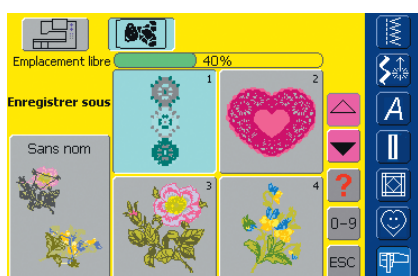 Emplacement libre 40%
Enregistrer sous
Sans nom
1
2
3
4
A
?
0-9
ESC